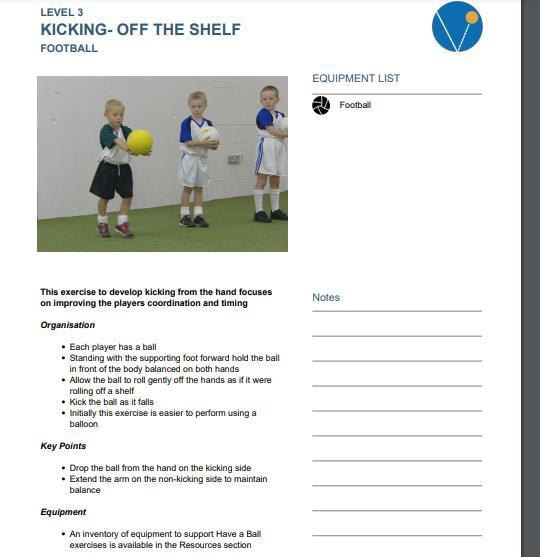 LEVEL 3
KICKING- OFF THE SHELF
FOOTBALL
EQUIPMENT LIST
Football
This exercise to develop kicking from the hand focuses
on improving the players coordination and timing
Organisation
• Each player has a ball
• Standing with the supporting foot forward hold the ball
in front of the body balanced on both hands
• Allow the ball to roll gently off the hands as if it were
rolling off a shelf
• Kick the ball as it falls
• Initially this exercise is easier to perform using a
balloon
Key Points
• Drop the ball from the hand on the kicking side
• Extend the arm on the non-kicking side to maintain
balance
Equipment
• An inventory of equipment to support Have a Ball
exercises is available in the Resources section
Notes